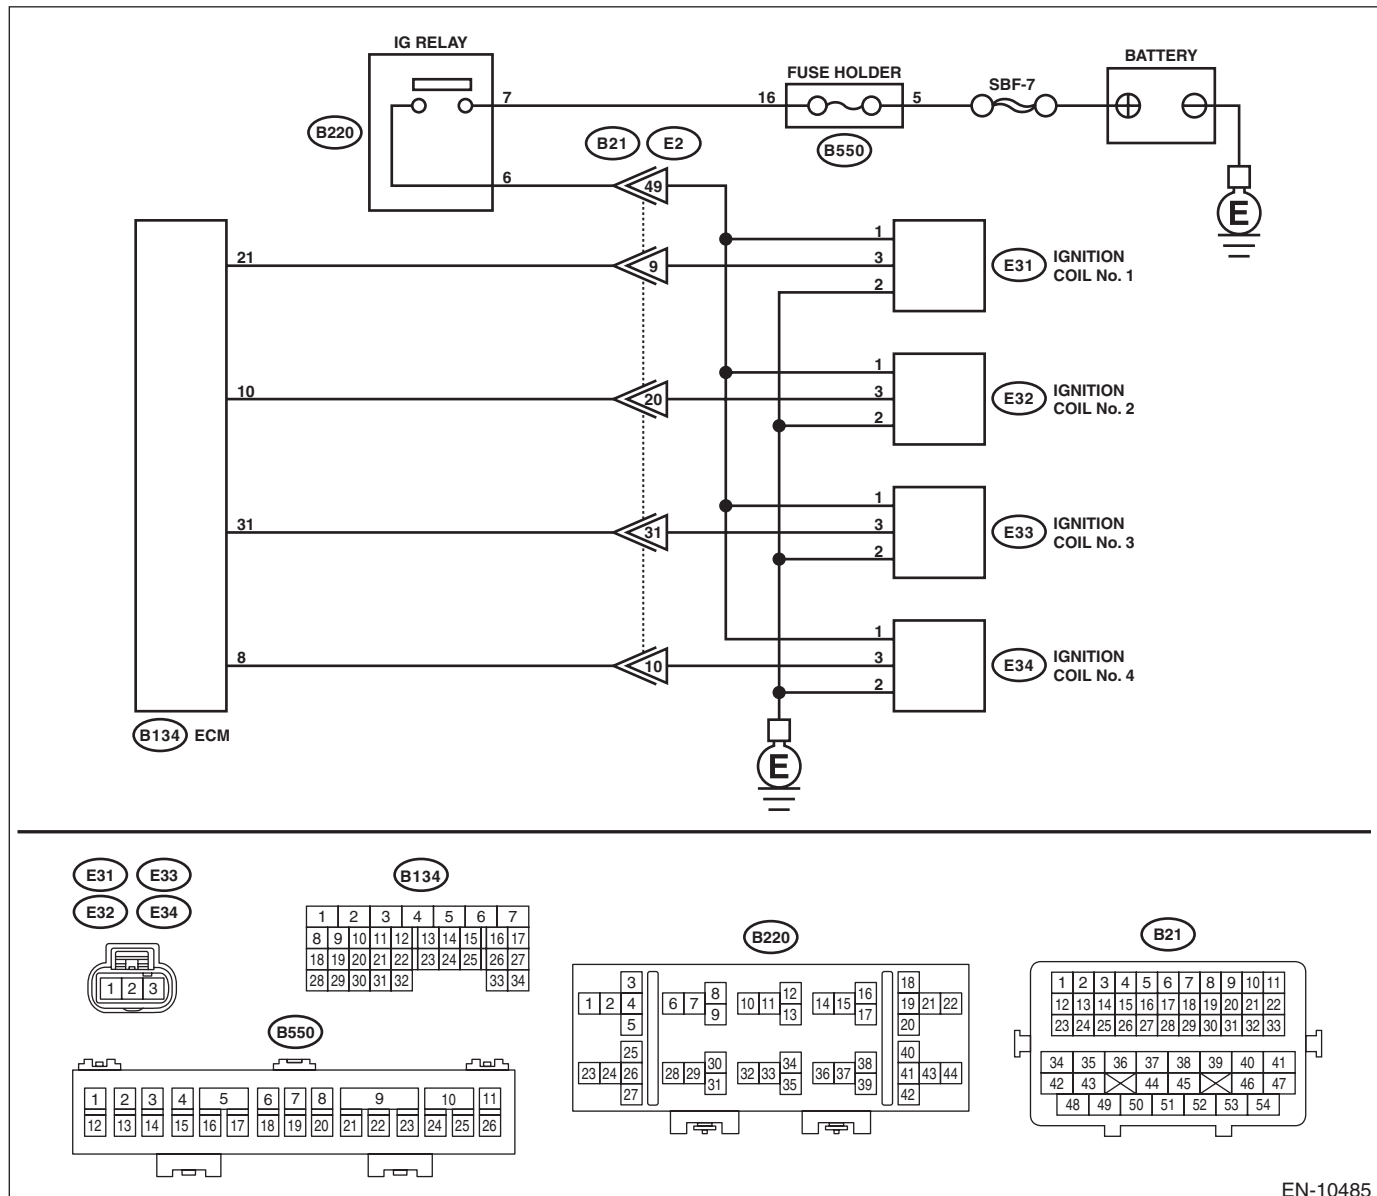 IG RELAY
BATTERY
FUSE HOLDER
SBF-7
7
16
5
B220
B21
E2
B550
6
49
E
1
21
9
3
E31
IGNITION
COIL No. 1
2
1
10
20
3
E32
IGNITION
COIL No. 2
2
1
31
31
3
E33
IGNITION
COIL No. 3
2
1
8
10
3
E34
IGNITION
COIL No. 4
2
B134 ECM
E
E31 E33
E32 E34
1 2 3
B134
1 2 3 4 5 6 7
8 9 10 11 12 13 14 15 16 17
18 19 20 21 22 23 24 25 26 27
28 29 30 31 32 33 34
B550
1 2 3 4 5 6 7 8 9 10 11
12 13 14 15 16 17 18 19 20 21 22 23 24 25 26
B220
3 8 12 16 18
1 2 4 6 7 10 11 14 15 19 21 22
5 9 13 17 20
25 30 34 38 40
23 24 26 28 29 32 33 36 37 41 43 44
27 31 35 39 42
B21
1 2 3 4 5 6 7 8 9 10 11
12 13 14 15 16 17 18 19 20 21 22
23 24 25 26 27 28 29 30 31 32 33
34 35 36 37 38 39 40 41
42 43 44 45 46 47
48 49 50 51 52 53 54
EN-10485